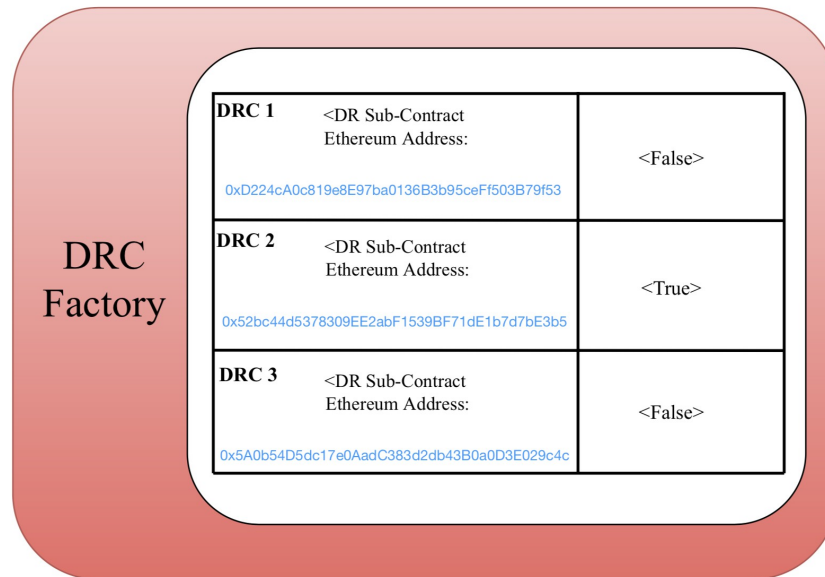 DRC
Factory
DRC 1
<DR Sub-Contract
Ethereum Address:
0xD224cA0c819e8E97ba0136B3b95ceFf503B79f53
<False>
DRC 2
<DR Sub-Contract
Ethereum Address:
0x52bc44d5378309EE2abF1539BF71dE1b7d7bE3b5
<True>
DRC 3
<DR Sub-Contract
Ethereum Address:
0x5A0b54D5dc17e0AadC383d2db43B0a0D3E029c4c
<False>